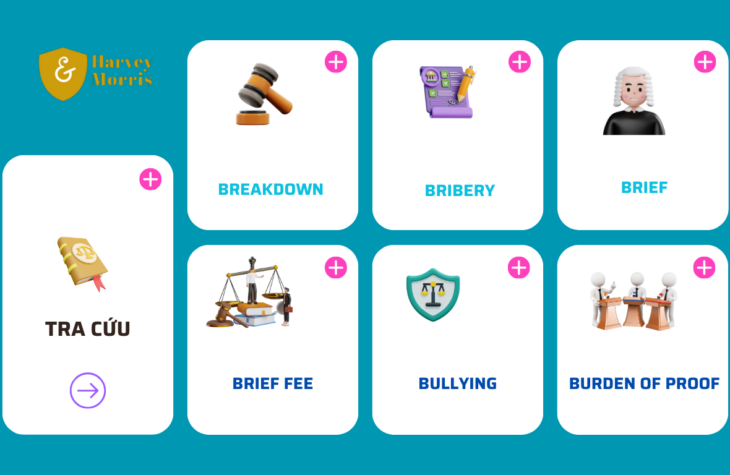 &
Harvey
Morris
BREAKDOWN
BRIBERY
BRIEF
TRA CỨU
BRIEF FEE
BULLYING
BURDEN OF PROOF